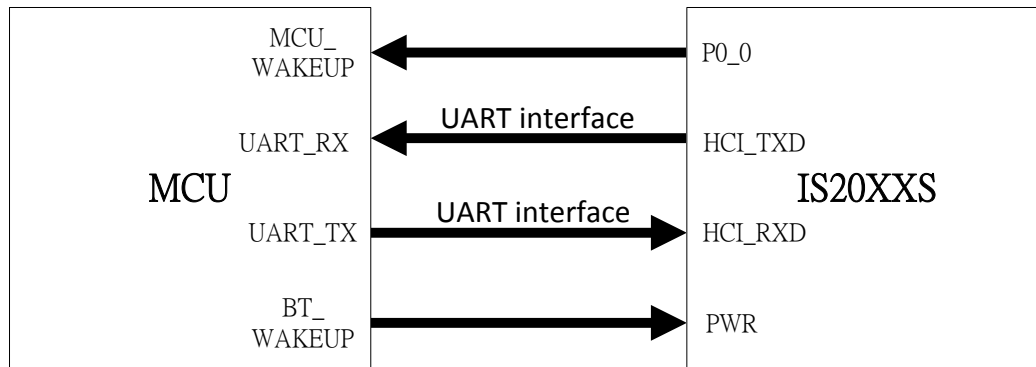 MCU_
WAKEUP
P0_0
UART interface
UART_RX
HCI_TXD
MCU
IS20XXS
UART interface
UART_TX
HCI_RXD
BT_
WAKEUP
PWR